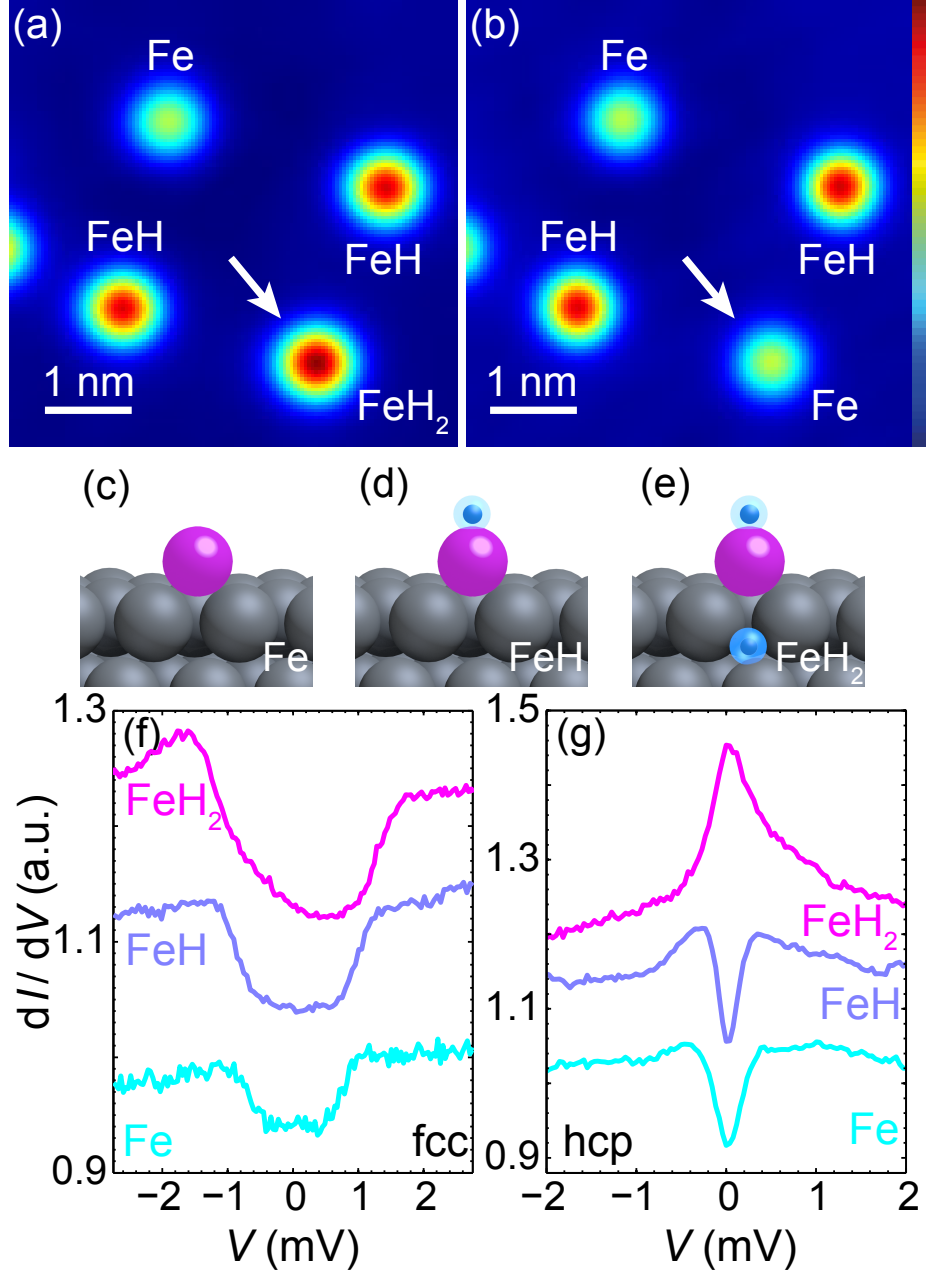 (a)
Fe
FeH
FeH
1 nm
FeH₂
(b)
Fe
FeH
FeH
1 nm
Fe
(c)
Fe
(d)
FeH
(e)
FeH₂
dI/dV (a.u.)
1.3
1.1
0.9
(f)
FeH₂
FeH
Fe
fcc
−2 −1 0 1 2
V (mV)
1.5
1.3
1.1
0.9
(g)
FeH₂
FeH
Fe
hcp
−2 −1 0 1 2
V (mV)